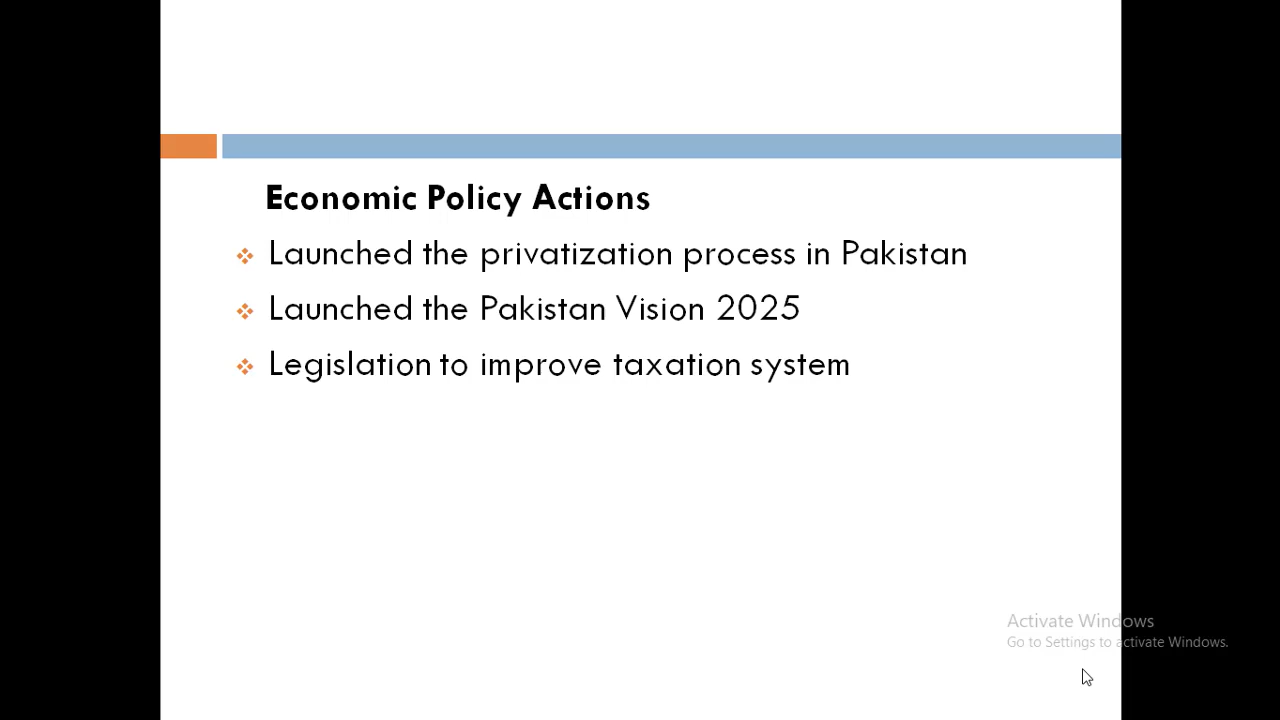 Economic Policy Actions
Launched the privatization process in Pakistan
Launched the Pakistan Vision 2025
Legislation to improve taxation system
Activate Windows
Go to Settings to activate Windows.